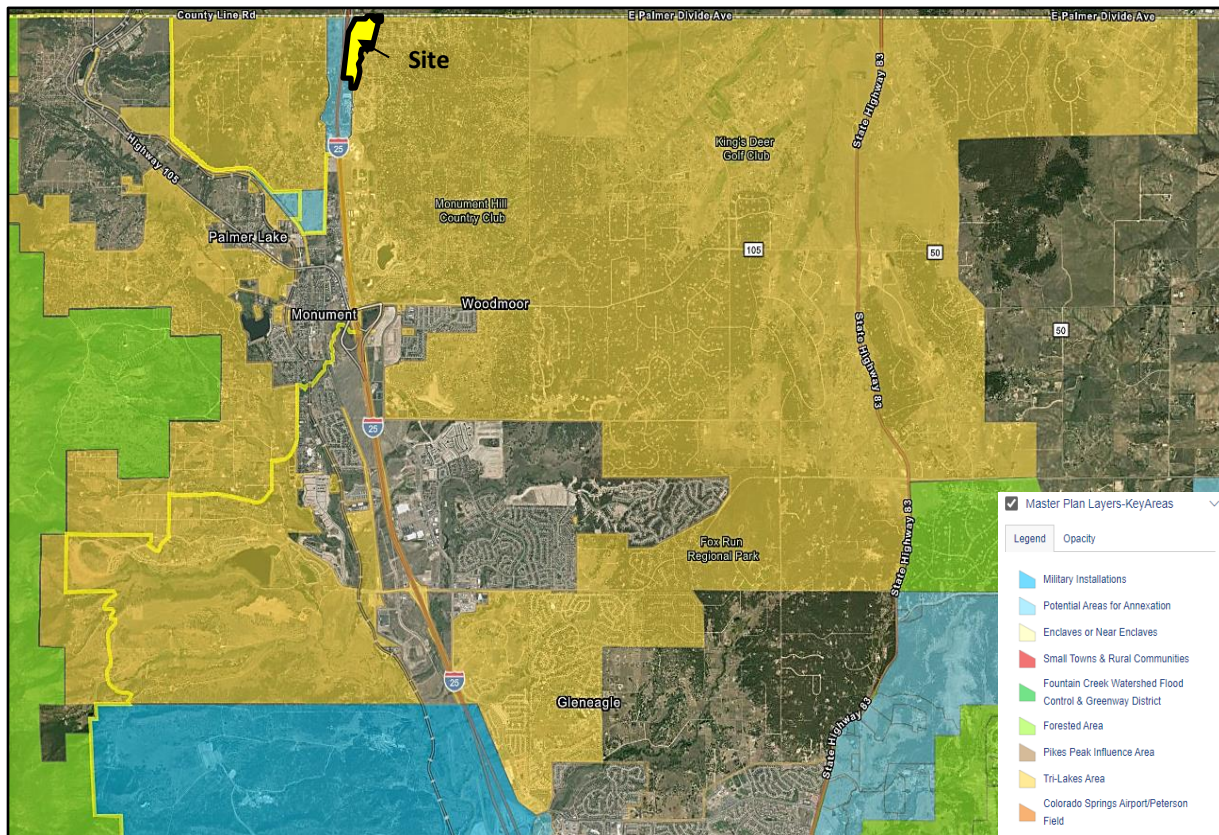 County Line Rd
E Palmer Divide Ave
E Palmer Divide Ave
Site
State Highway 83
Highway 105
25
King's Deer
Golf Club
Monument Hill
Country Club
Palmer Lake
105
50
Woodmoor
Monument
50
State Highway 83
25
Fox Run
Regional Park
State Highway 83
25
Gleneagle
State Highway 83
Master Plan Layers-KeyAreas
Legend
Opacity
Military Installations
Potential Areas for Annexation
Enclaves or Near Enclaves
Small Towns & Rural Communities
Fountain Creek Watershed Flood
Control & Greenway District
Forested Area
Pikes Peak Influence Area
Tri-Lakes Area
Colorado Springs Airport/Peterson
Field